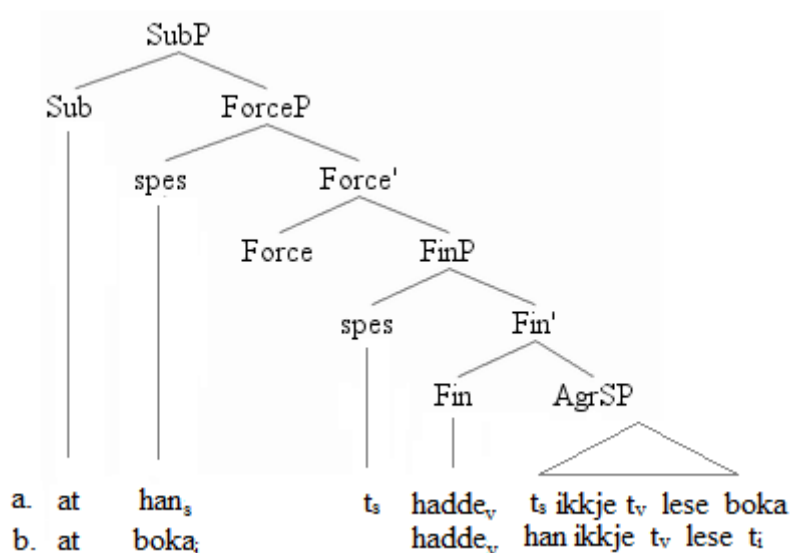 SubP
Sub ForceP
spes Force'
Force FinP
spes Fin'
Fin AgrSP
a. at hanₛ tₛ haddeᵥ tₛ ikkje tᵥ lese boka
b. at bokaᵢ haddeᵥ han ikkje tᵥ lese tᵢ